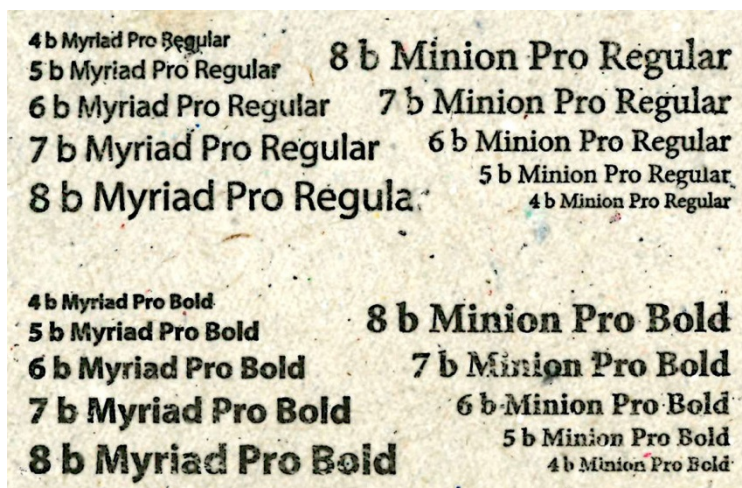 4 b Myriad Pro Regular
5 b Myriad Pro Regular
6 b Myriad Pro Regular
7 b Myriad Pro Regular
8 b Myriad Pro Regula
8 b Minion Pro Regular
7 b Minion Pro Regular
6 b Minion Pro Regular
5 b Minion Pro Regular
4 b Minion Pro Regular
4 b Myriad Pro Bold
5 b Myriad Pro Bold
6 b Myriad Pro Bold
7 b Myriad Pro Bold
8 b Myriad Pro Bold
8 b Minion Pro Bold
7 b Minion Pro Bold
6 b Minion Pro Bold
5 b Minion Pro Bold
4 b Minion Pro Bold